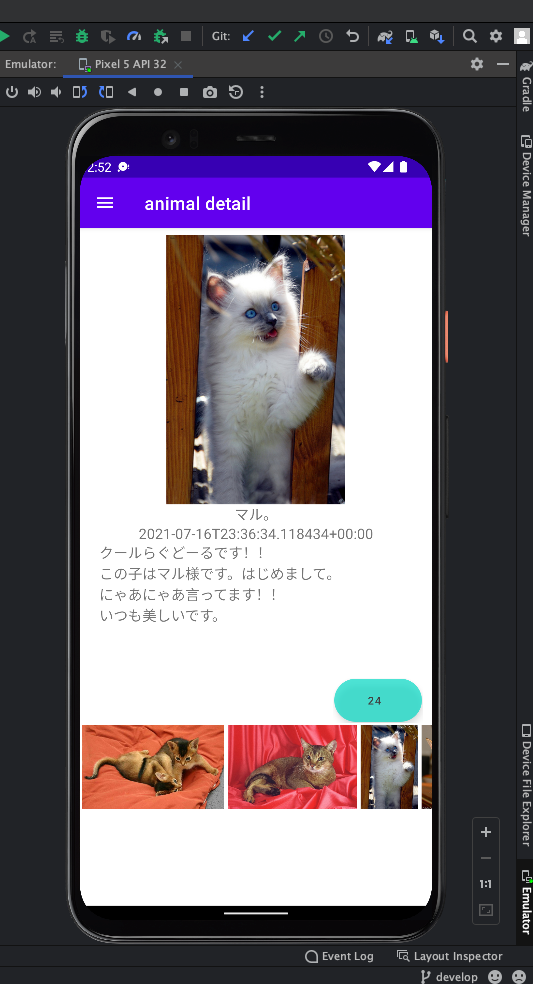 Git:
Emulator:
Pixel 5 API 32
Gradle
Device Manager
2:52
animal detail
マル。
2021-07-16T23:36:34.118434+00:00
クールらぐどーるです！！
この子はマル様です。はじめまして。
にゃあにゃあ言ってます！！
いつも美しいです。
24
Device File Explorer
1:1
Emulator
Event Log
Layout Inspector
develop